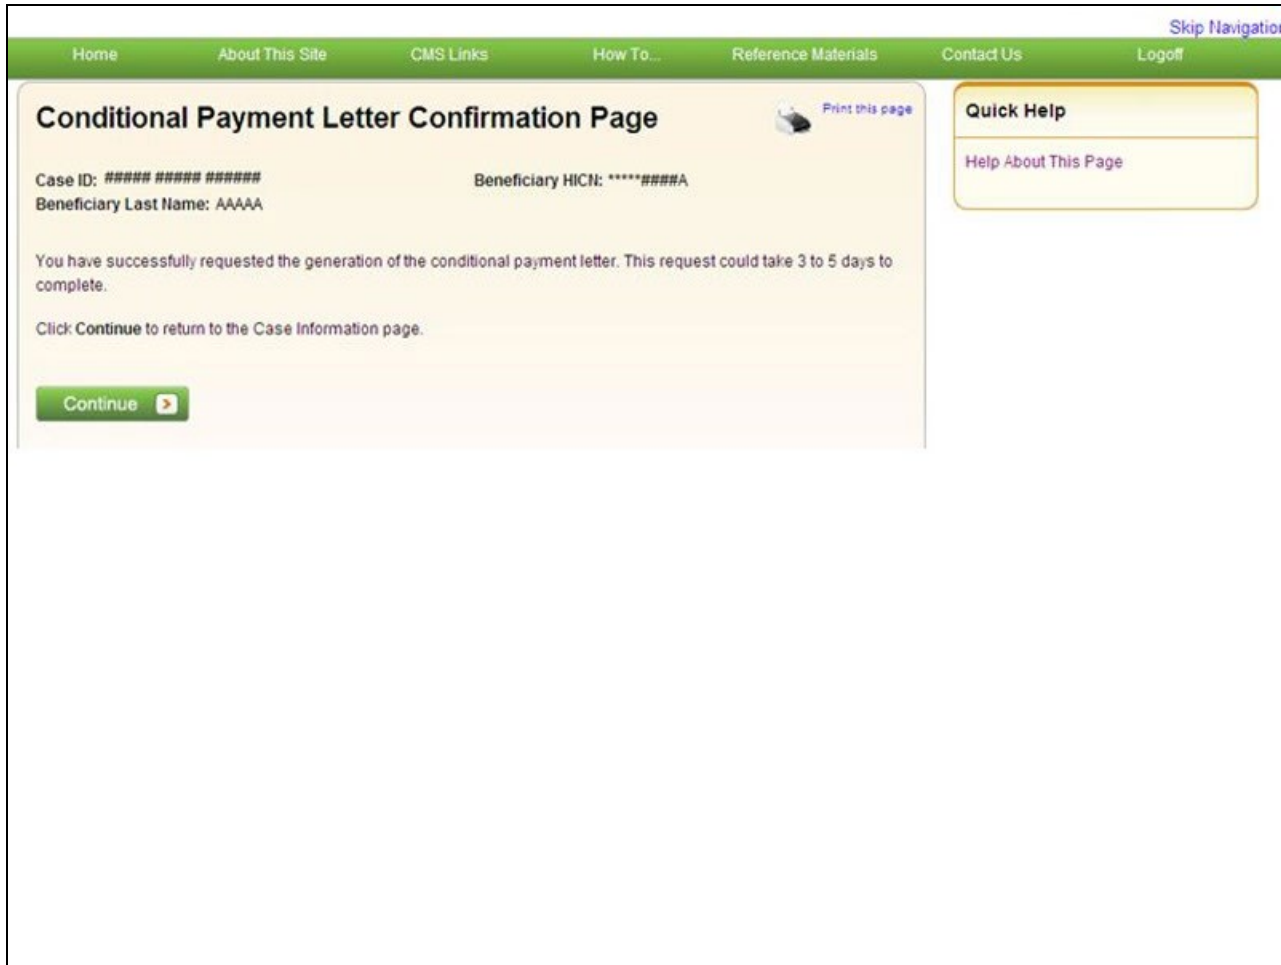 Skip Navigation
Home About This Site CMS Links How To... Reference Materials Contact Us Logoff
Conditional Payment Letter Confirmation Page
Print this page
Quick Help
Help About This Page
Case ID: ##### ##### ###### Beneficiary HICN: *****####A
Beneficiary Last Name: AAAAA
You have successfully requested the generation of the conditional payment letter. This request could take 3 to 5 days to
complete.
Click Continue to return to the Case Information page.
Continue